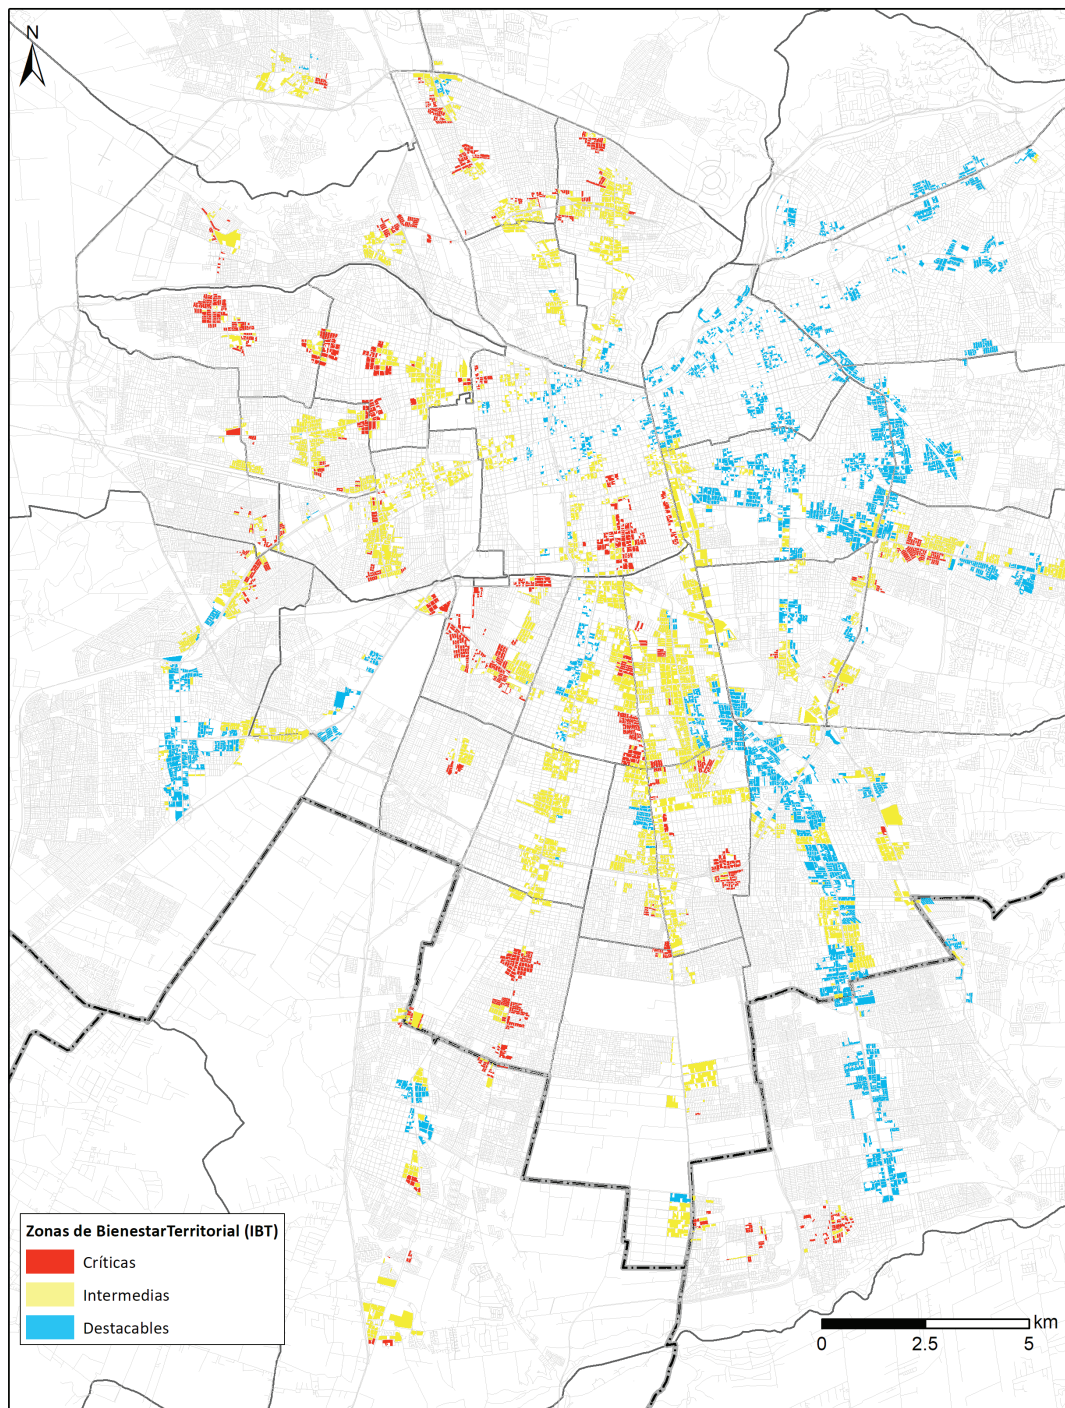 N
Zonas de BienestarTerritorial (IBT)
Críticas
Intermedias
Destacables
km
0 2.5 5